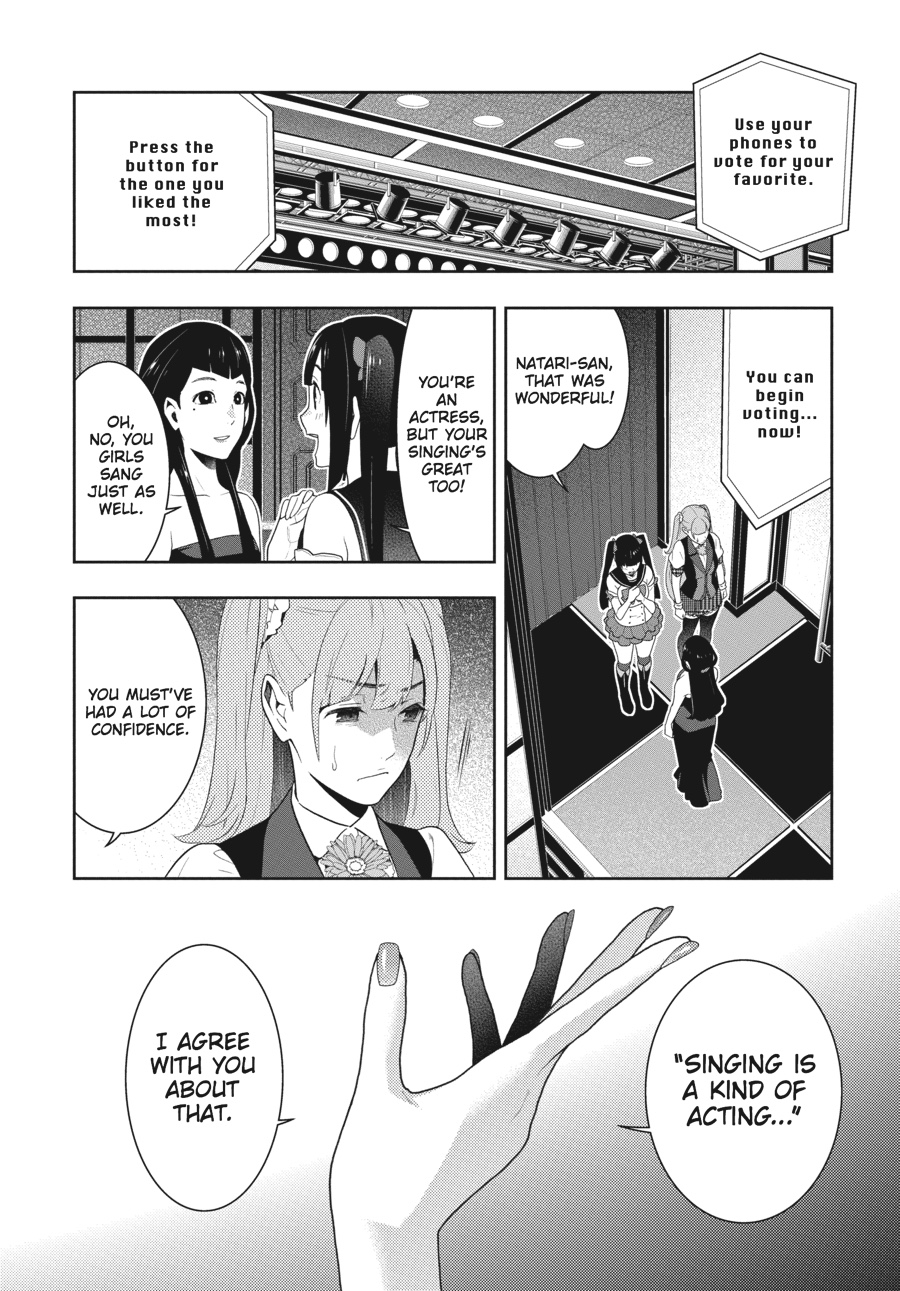 Use your
phones to
vote for your
favorite.
Press the
button for
the one you
liked the
most!
You can
begin
voting...
now!
NATARI-SAN,
THAT WAS
WONDERFUL!
YOU'RE
AN
ACTRESS,
BUT YOUR
SINGING'S
GREAT
TOO!
OH,
NO, YOU
GIRLS
SANG
JUST AS
WELL.
YOU MUST'VE
HAD A LOT OF
CONFIDENCE.
"SINGING IS
A KIND OF
ACTING..."
I AGREE
WITH YOU
ABOUT
THAT.